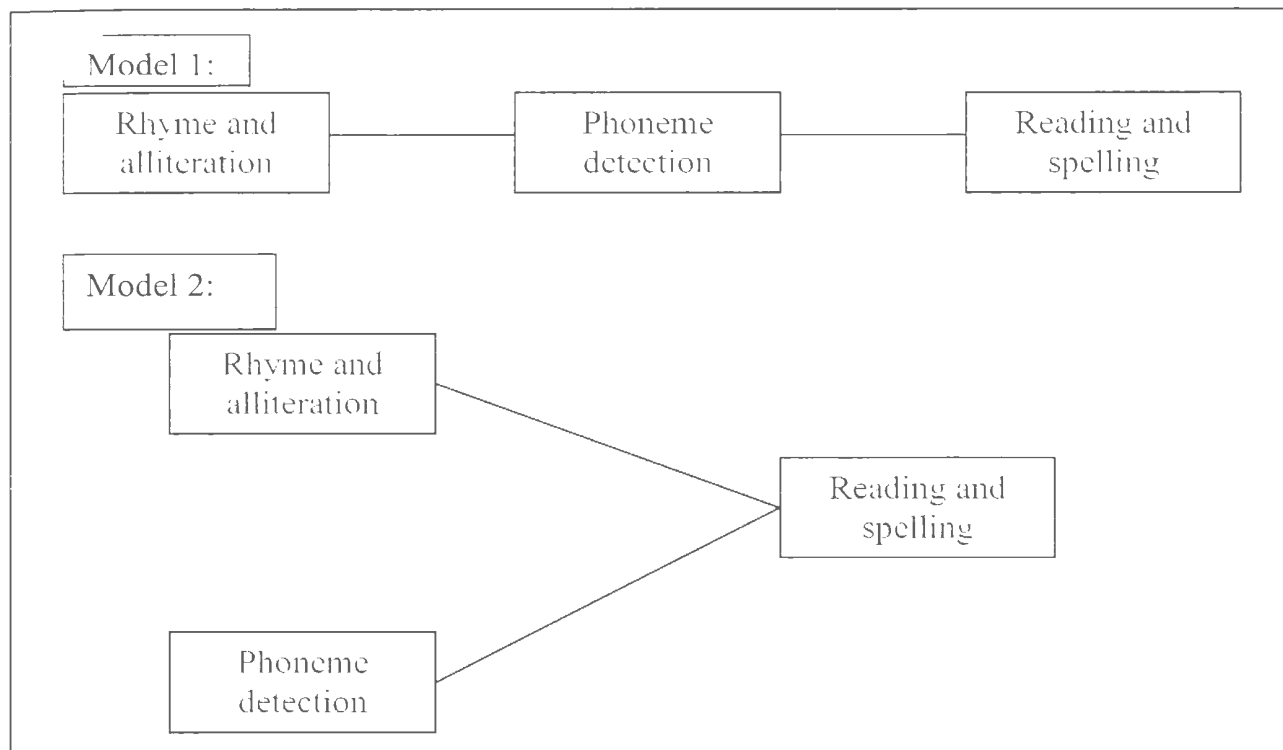 Model 1:
Rhyme and
alliteration
Phoneme
detection
Reading and
spelling
Model 2:
Rhyme and
alliteration
Reading and
spelling
Phoneme
detection